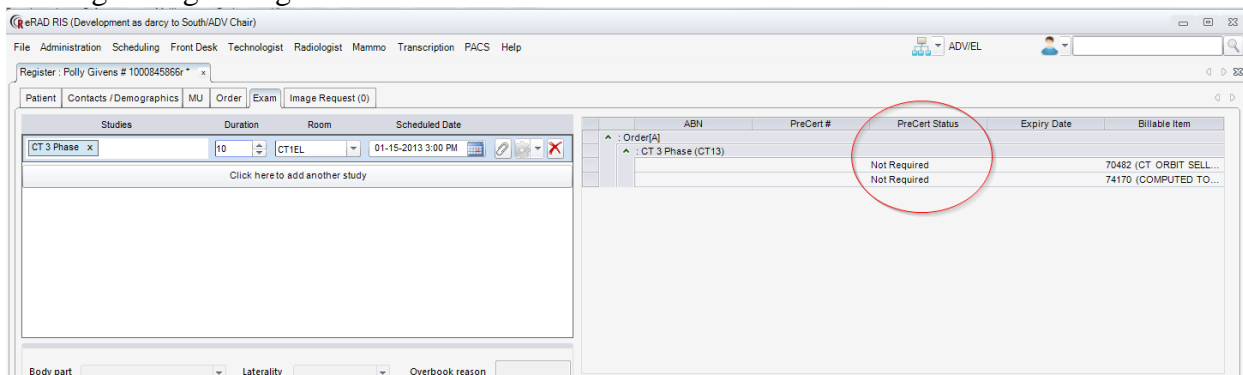 eRAD RIS (Development as darcy to South/ADV Chair)
File Administration Scheduling Front Desk Technologist Radiologist Mammo Transcription PACS Help
ADV/EL
Register : Polly Givens # 1000845866r * x
Patient Contacts / Demographics MU Order Exam Image Request (0)
Studies Duration Room Scheduled Date
CT 3 Phase x 10 CT1EL 01-15-2013 3:00 PM
Click here to add another study
ABN PreCert # PreCert Status Expiry Date Billable Item
: Order[A]
: CT 3 Phase (CT13)
Not Required 70482 (CT ORBIT SELL...
Not Required 74170 (COMPUTED TO...
Body part Laterality Overbook reason